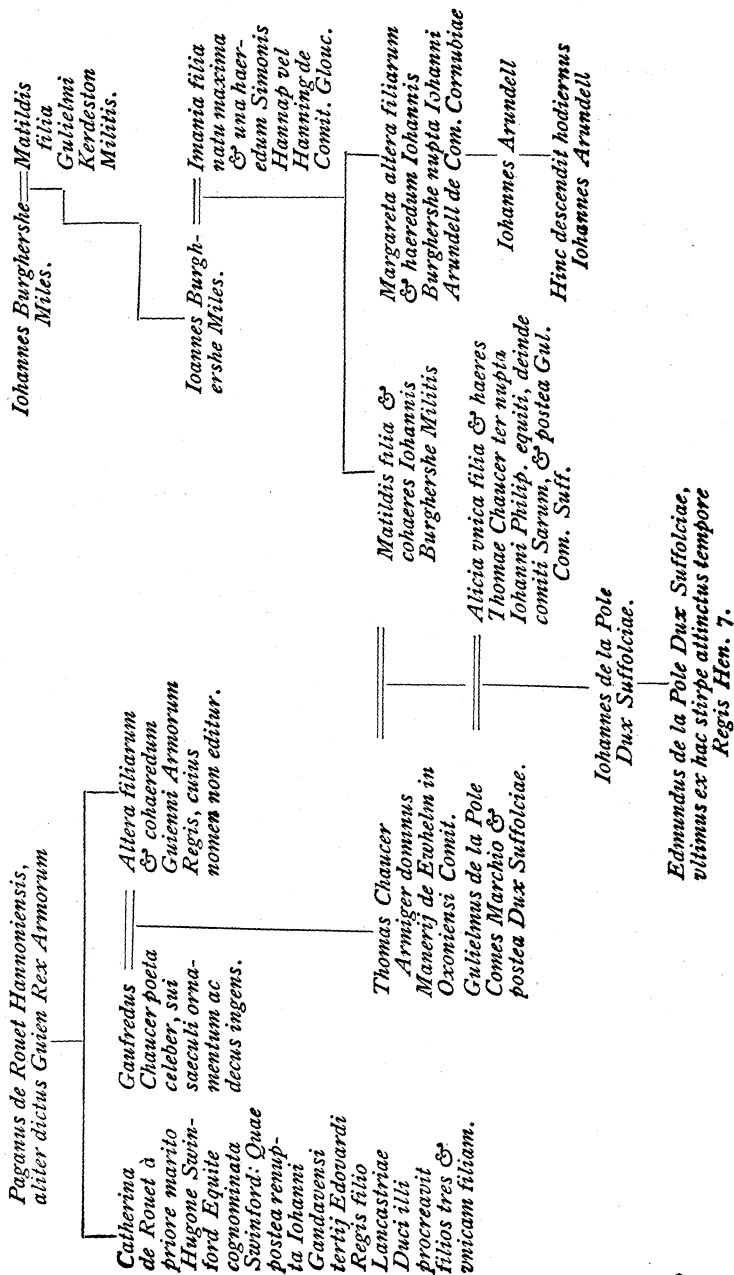 Paganus de Rouet Hannoniensis,
aliter dictus Guien Rex Armorum
Catherina
de Rouet à
priore marito
Hugone Swin-
ford Equite
cognominata
Swinford: Quae
postea renup-
ta Iohanni
Gandavensi
tertij Edovardi
Regis filio
Lancastriae
Duci illi
procreavit
filios tres &
vnicam filiam.
Gaufredus
Chaucer poeta
celeber, sui
saeculi orna-
mentum ac
decus ingens.
Altera filiarum
& cohaeredum
Guienni Armorum
Regis, cuius
nomen non editur.
Iohannes Burghershe
Miles.
Matildis
filia
Gulielmi
Kerdeston
Militis.
Ioannes Burgh-
ershe Miles.
Imania filia
natu maxima
& una haer-
edum Simonis
Hannap vel
Hanning de
Comit. Glouc.
Thomas Chaucer
Armiger dominus
Manerij de Ewhelm in
Oxoniensi Comit.
Matildis filia &
cohaeres Iohannis
Burghershe Militis
Margareta altera filiarum
& haeredum Iohannis
Burghershe nupta Iohanni
Arundell de Com. Cornubiae
Gulielmus de la Pole
Comes Marchio &
postea Dux Suffolciae.
Alicia vnica filia & haeres
Thomae Chaucer ter nupta
Iohanni Philip. equiti, deinde
comiti Sarum, & postea Gul.
Com. Suff.
Iohannes Arundell
Hinc descendit hodiernus
Iohannes Arundell
Iohannes de la Pole
Dux Suffolciae.
Edmundus de la Pole Dux Suffolciae,
vltimus ex hac stirpe attinctus tempore
Regis Hen. 7.